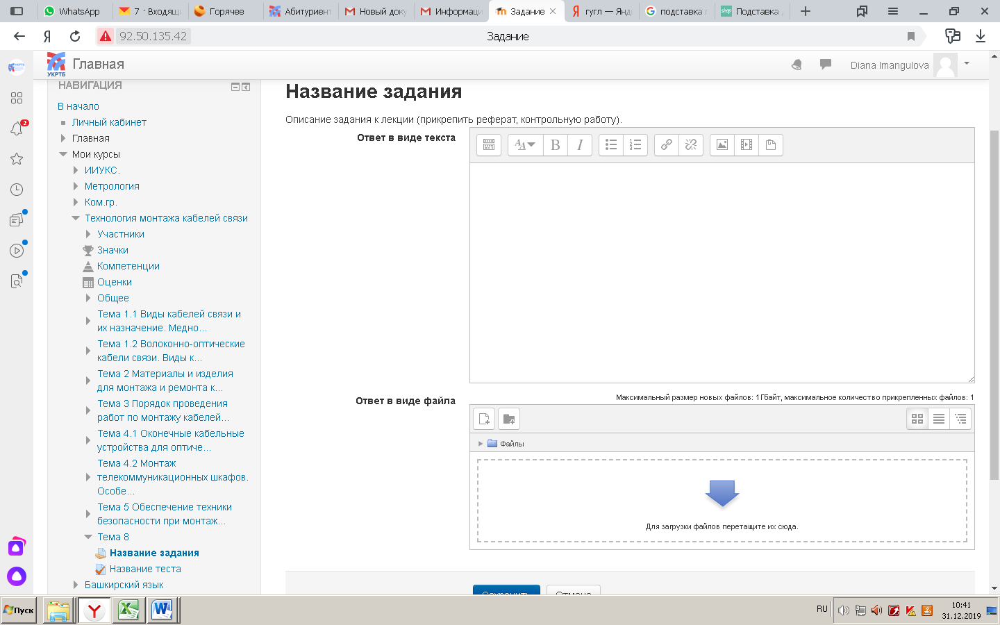 WhatsApp
7 · Входящи
Горячее
Абитуриент
Новый доку
Информаци
Задание
гугл — Янд
подставка п
Подставка
92.50.135.42
Задание
УКРТБ
Главная
Diana Imangulova
НАВИГАЦИЯ
В начало
Личный кабинет
Главная
Мои курсы
ИИУКС.
Метрология
Ком.гр.
Технология монтажа кабелей связи
Участники
Значки
Компетенции
Оценки
Общее
Тема 1.1 Виды кабелей связи и
их назначение. Медно...
Тема 1.2 Волоконно-оптические
кабели связи. Виды к...
Тема 2 Материалы и изделия
для монтажа и ремонта к...
Тема 3 Порядок проведения
работ по монтажу кабелей...
Тема 4.1 Оконечные кабельные
устройства для оптиче...
Тема 4.2 Монтаж
телекоммуникационных шкафов.
Особе...
Тема 5 Обеспечение техники
безопасности при монтаж...
Тема 8
Название задания
Название теста
Башкирский язык
Название задания
Описание задания к лекции (прикрепить реферат, контрольную работу).
Ответ в виде текста
Ответ в виде файла
Максимальный размер новых файлов: 1Гбайт, максимальное количество прикрепленных файлов: 1
Файлы
Для загрузки файлов перетащите их сюда.
Сохранить
Отмена
2
Пуск
RU
10:41
31.12.2019